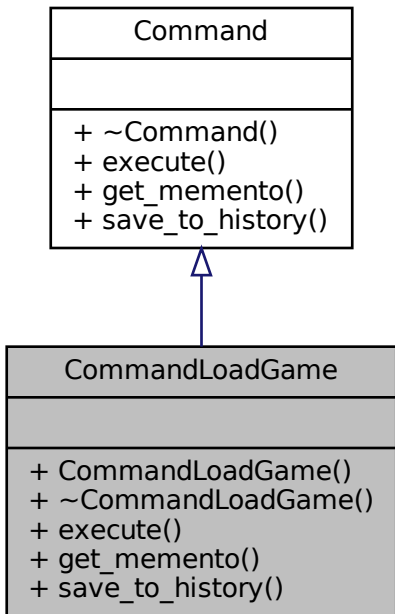 Command
+ ~Command()
+ execute()
+ get_memento()
+ save_to_history()
CommandLoadGame
+ CommandLoadGame()
+ ~CommandLoadGame()
+ execute()
+ get_memento()
+ save_to_history()